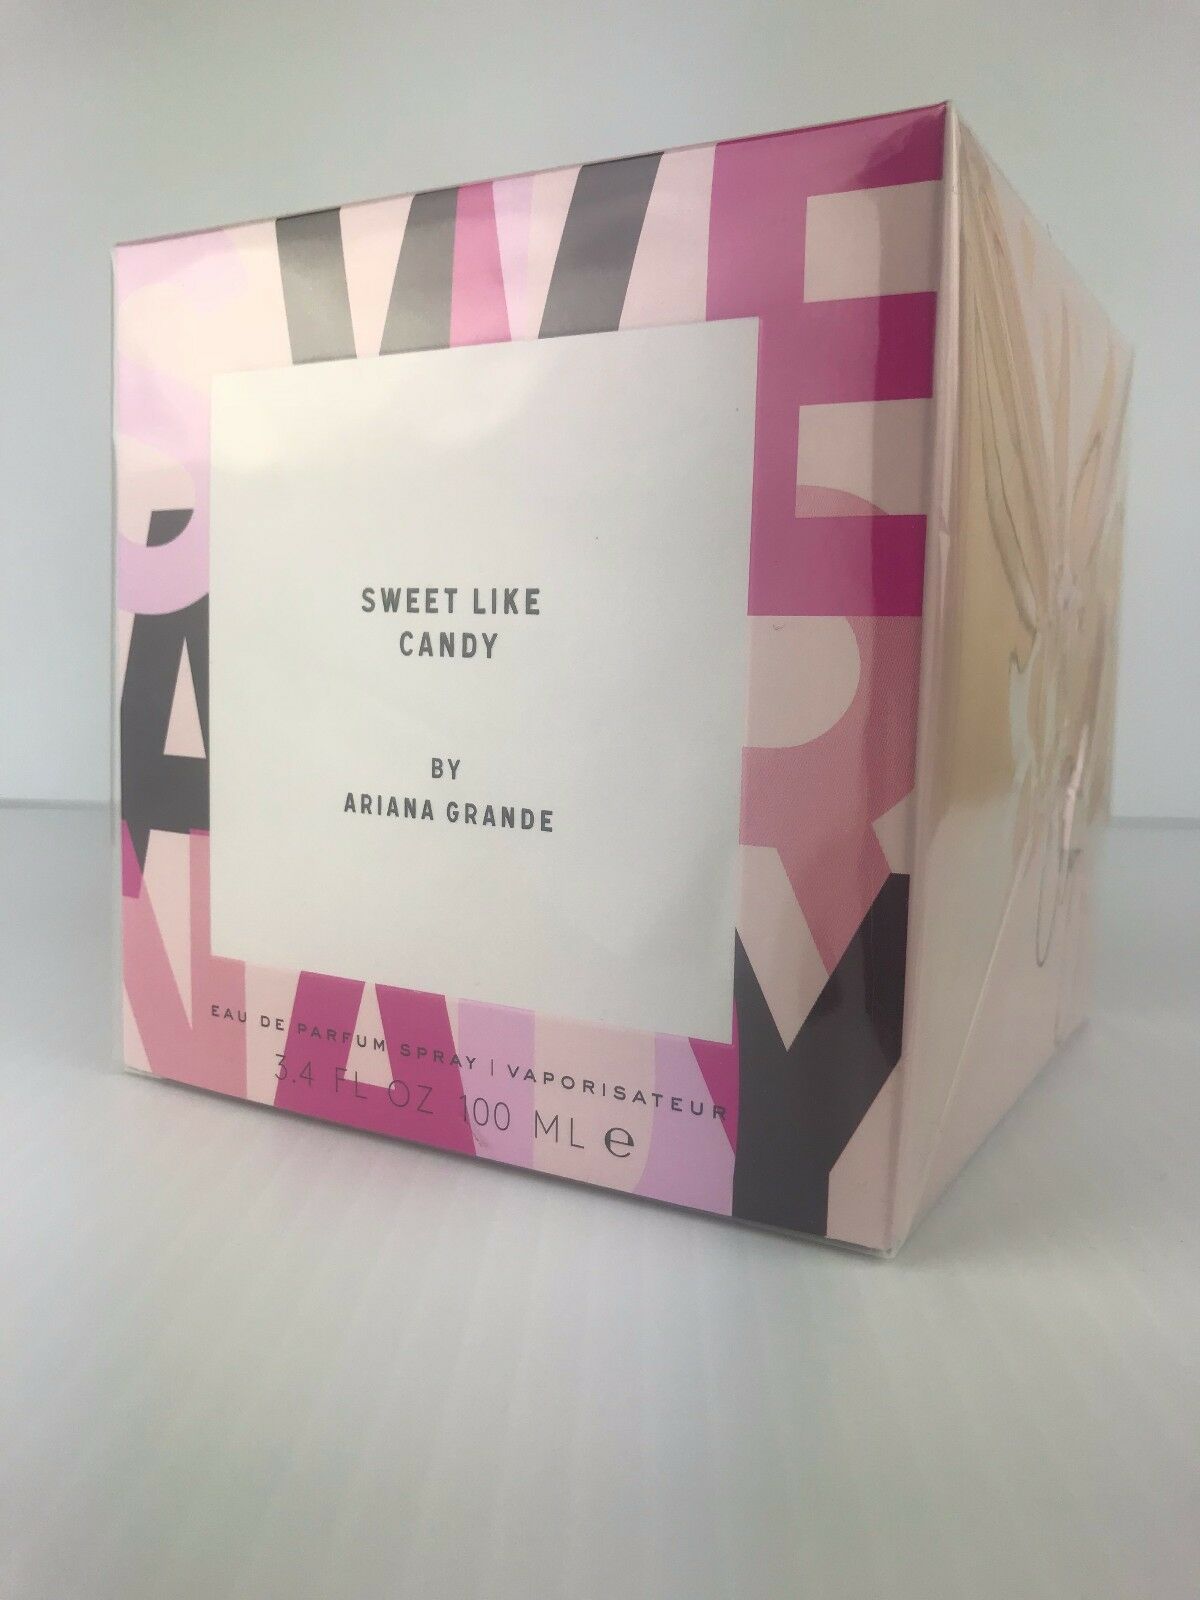 SWEET LIKE
CANDY
BY
ARIANA GRANDE
EAU DE PARFUM SPRAY | VAPORISATEUR
3.4 FL OZ 100 ML ℮